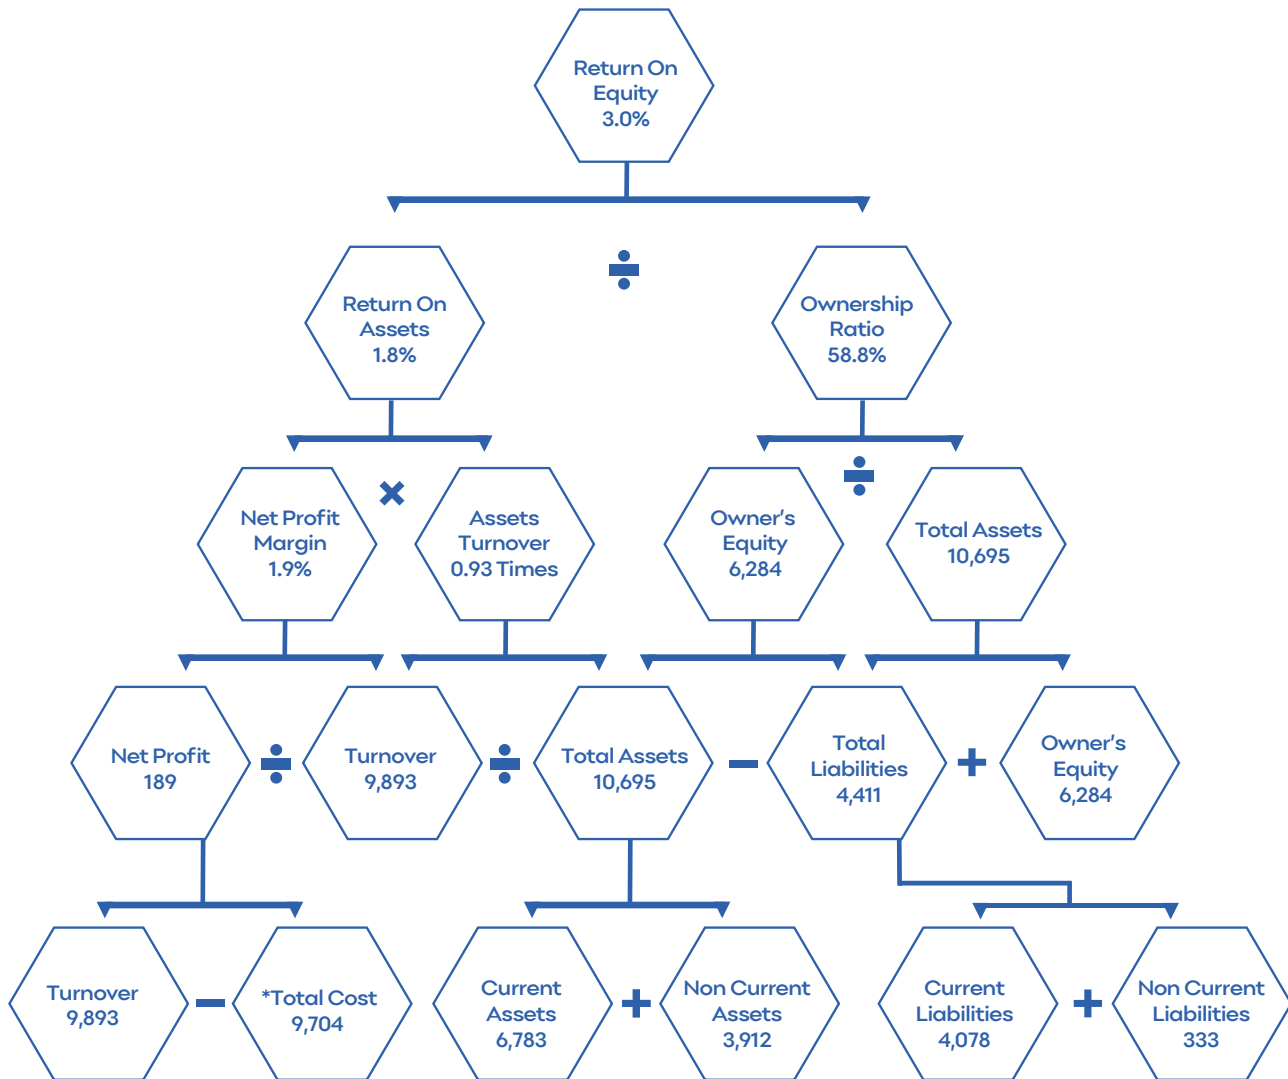 Return On
Equity
3.0%
Return On
Assets
1.8%
Ownership
Ratio
58.8%
Net Profit
Margin
1.9%
Assets
Turnover
0.93 Times
Owner's
Equity
6,284
Total Assets
10,695
Net Profit
189
Turnover
9,893
Total Assets
10,695
Total
Liabilities
4,411
Owner's
Equity
6,284
Turnover
9,893
*Total Cost
9,704
Current
Assets
6,783
Non Current
Assets
3,912
Current
Liabilities
4,078
Non Current
Liabilities
333